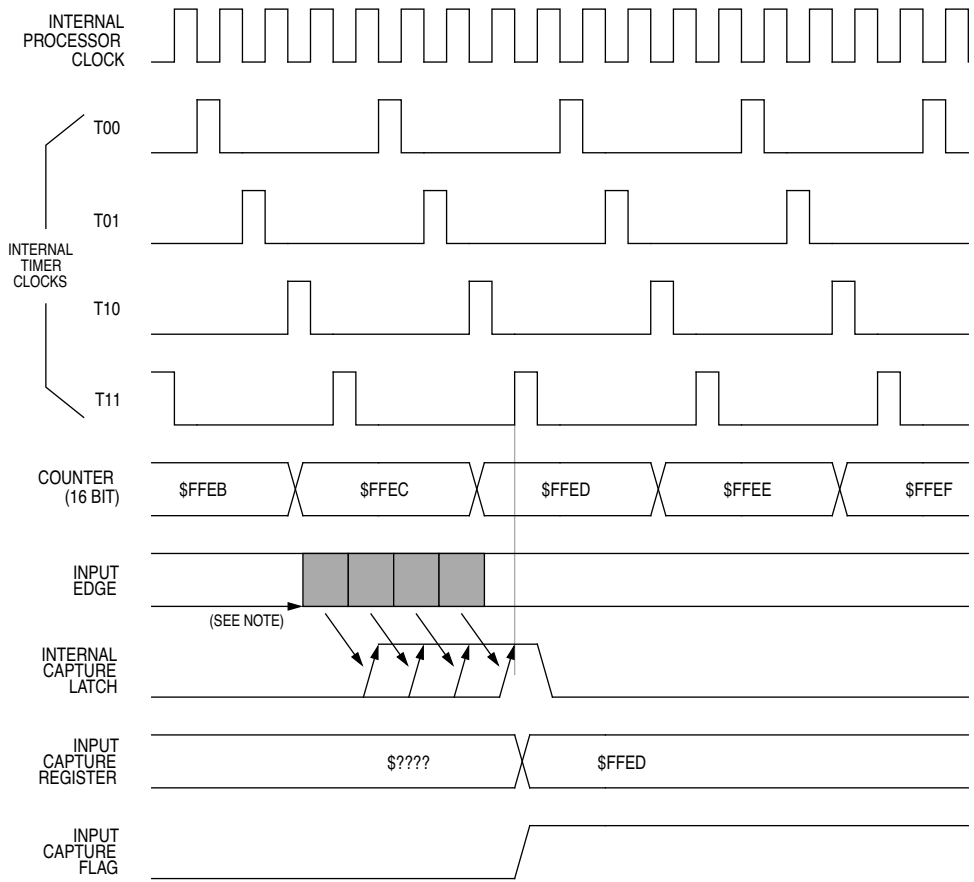 INTERNAL
PROCESSOR
CLOCK
T00
T01
INTERNAL
TIMER
CLOCKS
T10
T11
COUNTER
(16 BIT)
$FFEB
$FFEC
$FFED
$FFEE
$FFEF
INPUT
EDGE
(SEE NOTE)
INTERNAL
CAPTURE
LATCH
INPUT
CAPTURE
REGISTER
$????
$FFED
INPUT
CAPTURE
FLAG